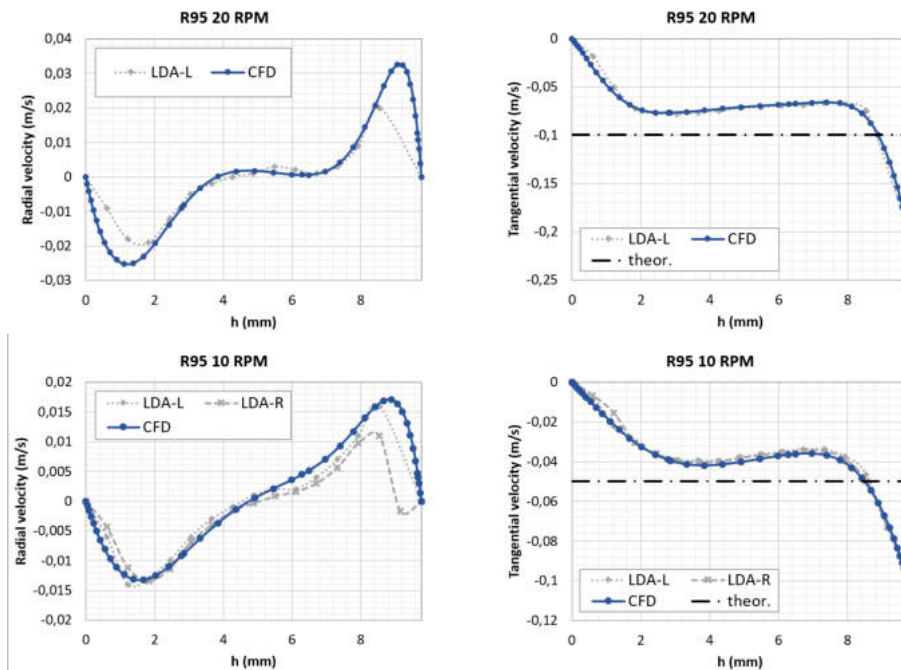 R95 20 RPM
0,04
0,03
0,02
0,01
0
-0,01
-0,02
-0,03
Radial velocity (m/s)
LDA-L CFD
0 2 4 6 8
h (mm)
R95 20 RPM
0
-0,05
-0,1
-0,15
-0,2
-0,25
Tangential velocity (m/s)
LDA-L CFD
theor.
0 2 4 6 8
h (mm)
R95 10 RPM
0,02
0,015
0,01
0,005
0
-0,005
-0,01
-0,015
-0,02
Radial velocity (m/s)
LDA-L LDA-R
CFD
0 2 4 6 8
h (mm)
R95 10 RPM
0
-0,02
-0,04
-0,06
-0,08
-0,1
-0,12
Tangential velocity (m/s)
LDA-L LDA-R
CFD theor.
0 2 4 6 8
h (mm)